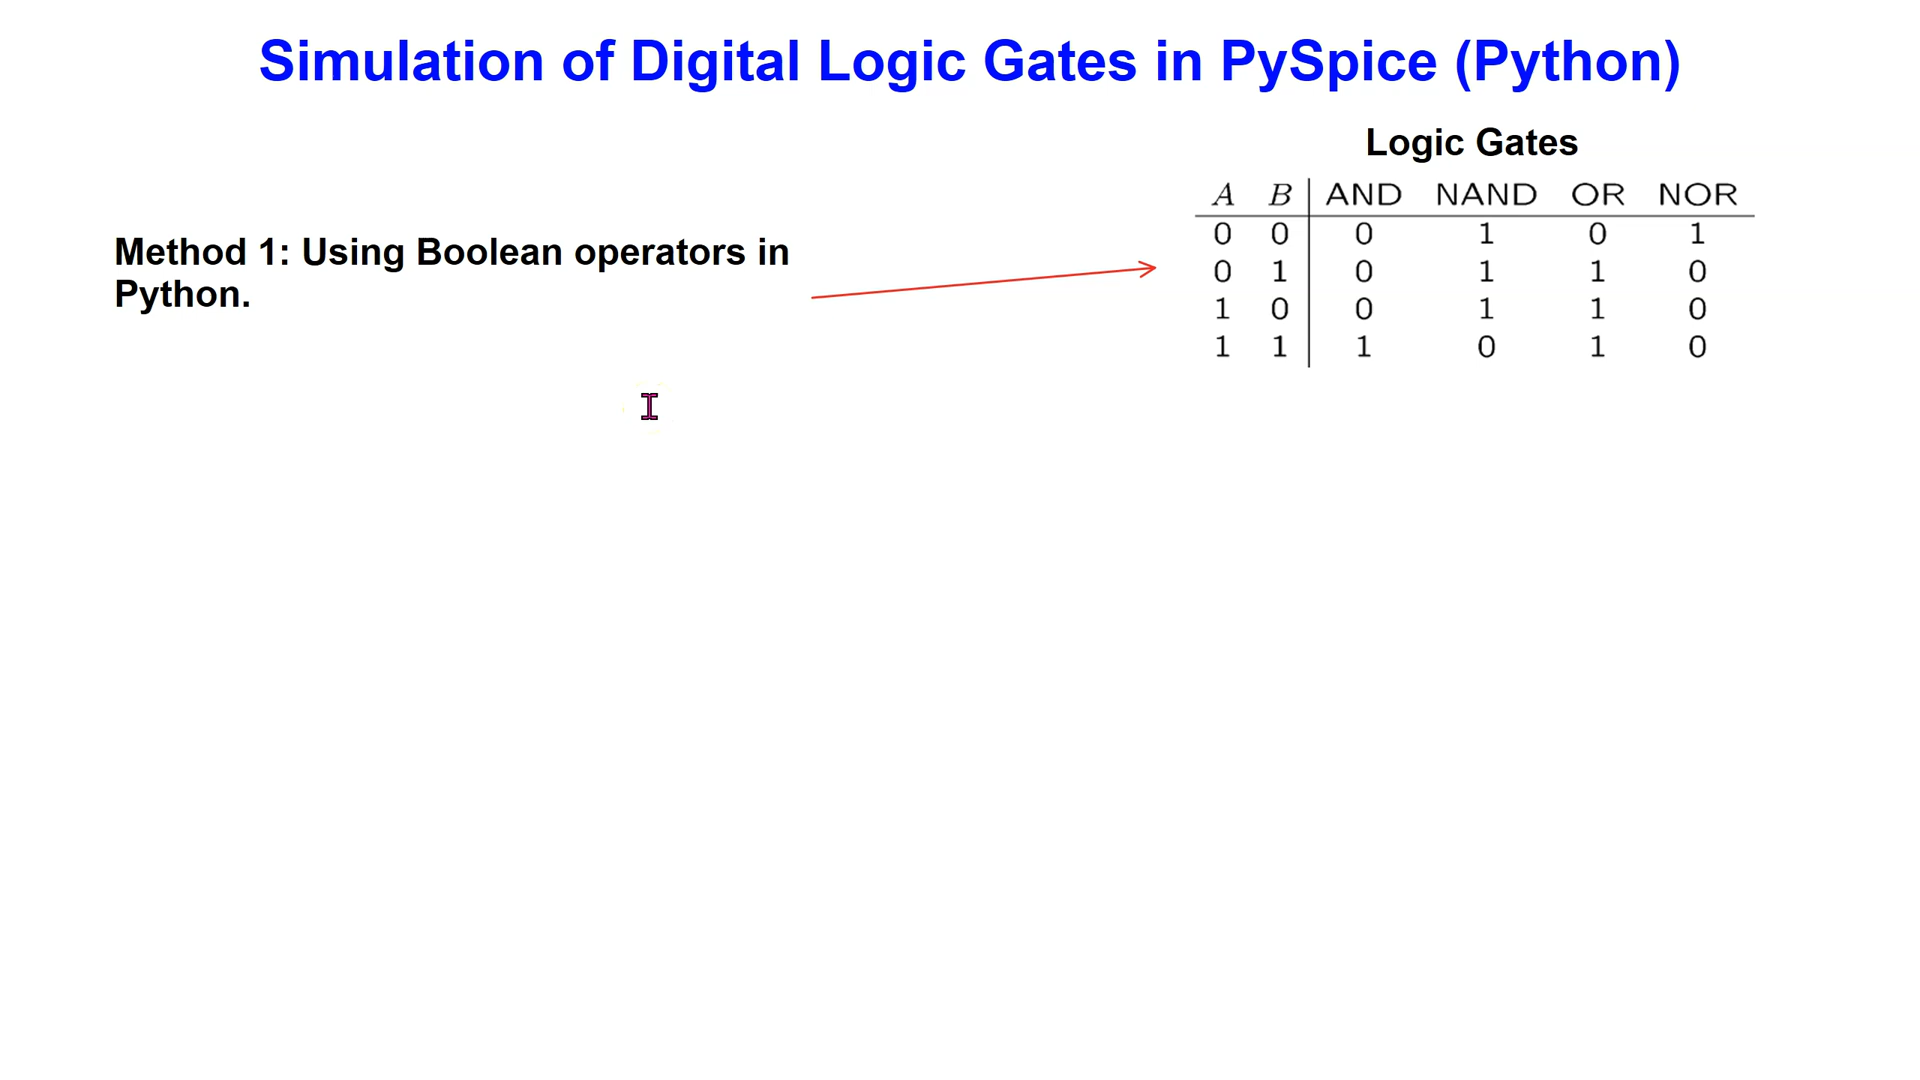 Simulation of Digital Logic Gates in PySpice (Python)
Logic Gates
A B AND NAND OR NOR
0 0 0 1 0 1
0 1 0 1 1 0
1 0 0 1 1 0
1 1 1 0 1 0
Method 1: Using Boolean operators in
Python.